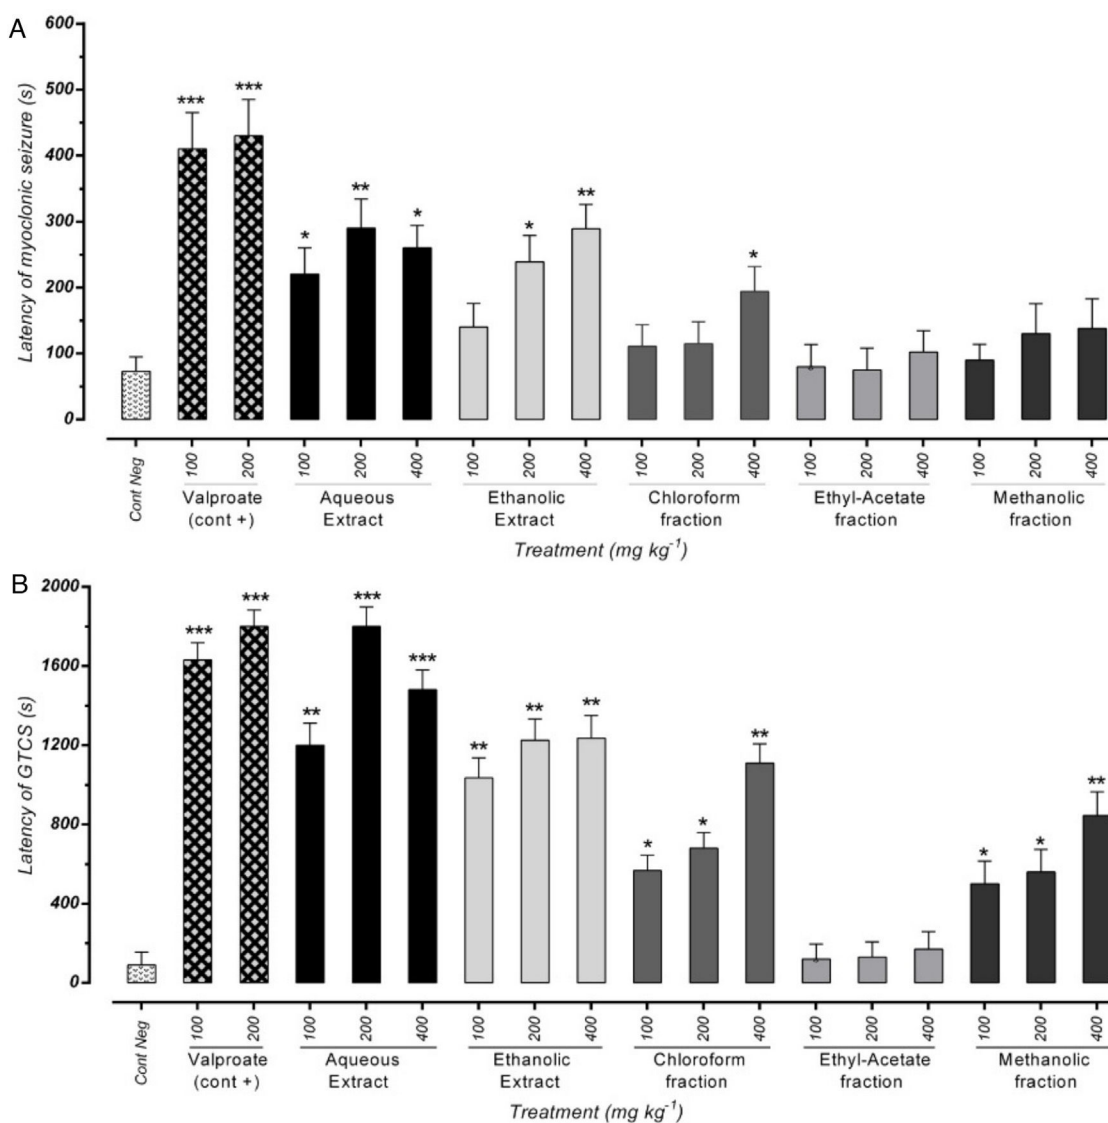 A
Latency of myoclonic seizure (s)
600
500
400
300
200
100
0
***
***
*
**
*
*
**
*
Cont Neg
100 200
100 200 400
100 200 400
100 200 400
100 200 400
100 200 400
Valproate (cont +)
Aqueous Extract
Ethanolic Extract
Chloroform fraction
Ethyl-Acetate fraction
Methanolic fraction
Treatment (mg kg⁻¹)
B
Latency of GTCS (s)
2000
1600
1200
800
400
0
***
***
**
***
***
**
**
**
*
*
**
*
*
**
Cont Neg
100 200
100 200 400
100 200 400
100 200 400
100 200 400
100 200 400
Valproate (cont +)
Aqueous Extract
Ethanolic Extract
Chloroform fraction
Ethyl-Acetate fraction
Methanolic fraction
Treatment (mg kg⁻¹)